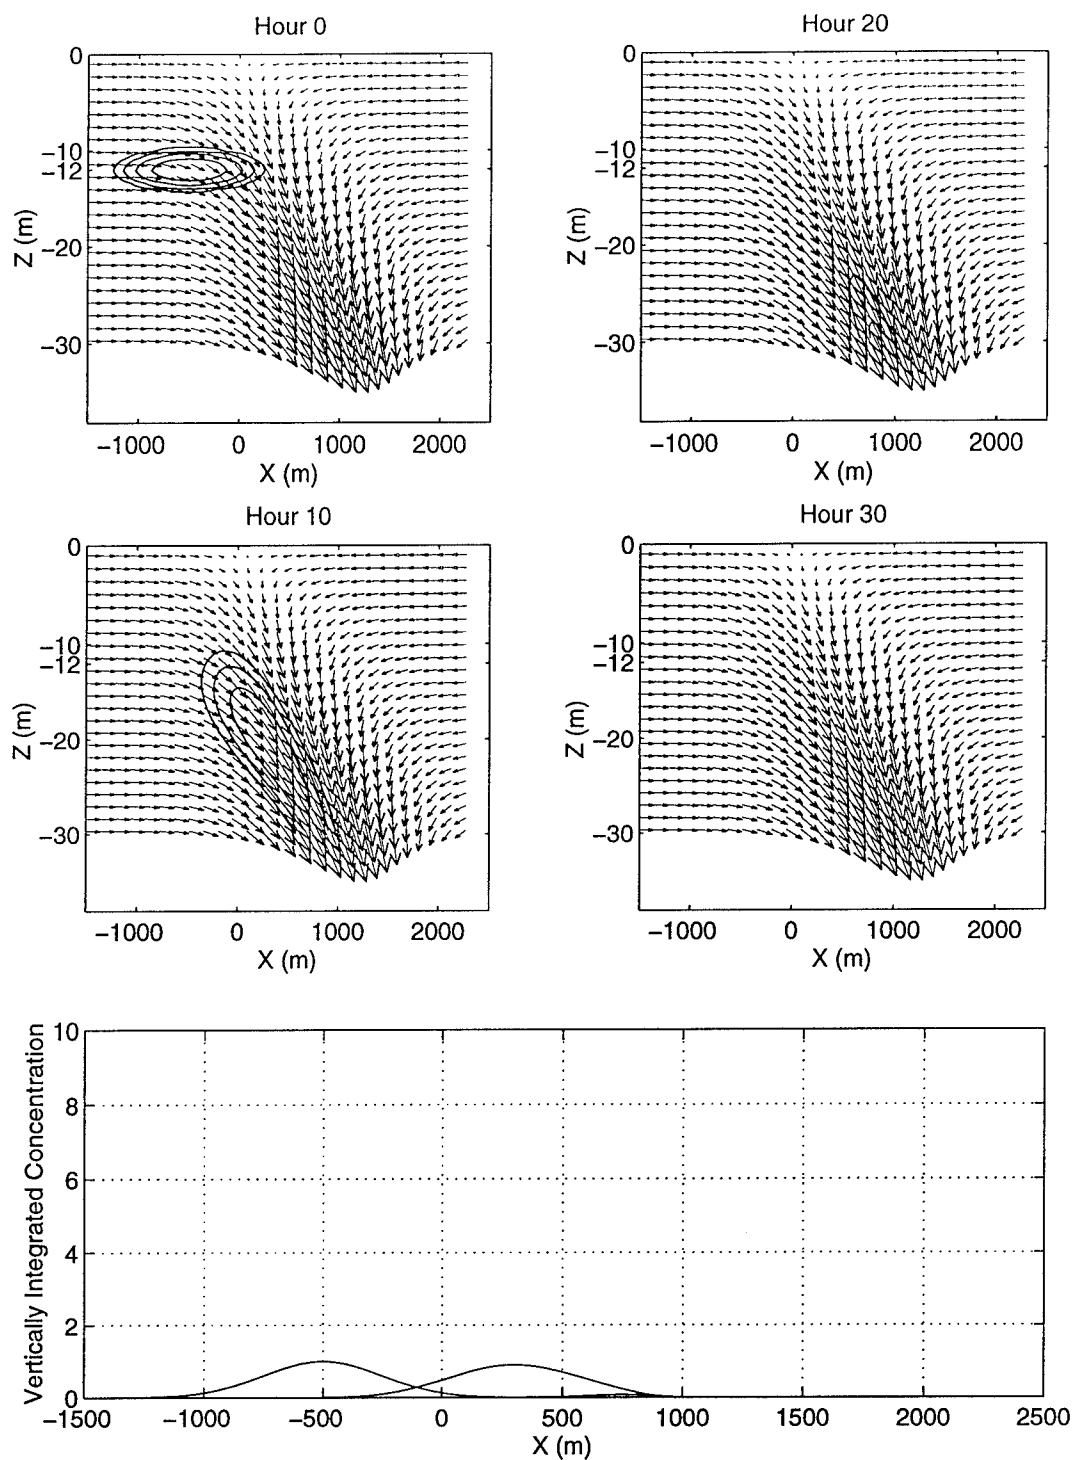 Hour 0
0
−10
−12
−20
−30
Z (m)
−1000 0 1000 2000
X (m)
Hour 20
0
−10
−12
−20
−30
Z (m)
−1000 0 1000 2000
X (m)
Hour 10
0
−10
−12
−20
−30
Z (m)
−1000 0 1000 2000
X (m)
Hour 30
0
−10
−12
−20
−30
Z (m)
−1000 0 1000 2000
X (m)
Vertically Integrated Concentration
10
8
6
4
2
0
−1500 −1000 −500 0 500 1000 1500 2000 2500
X (m)